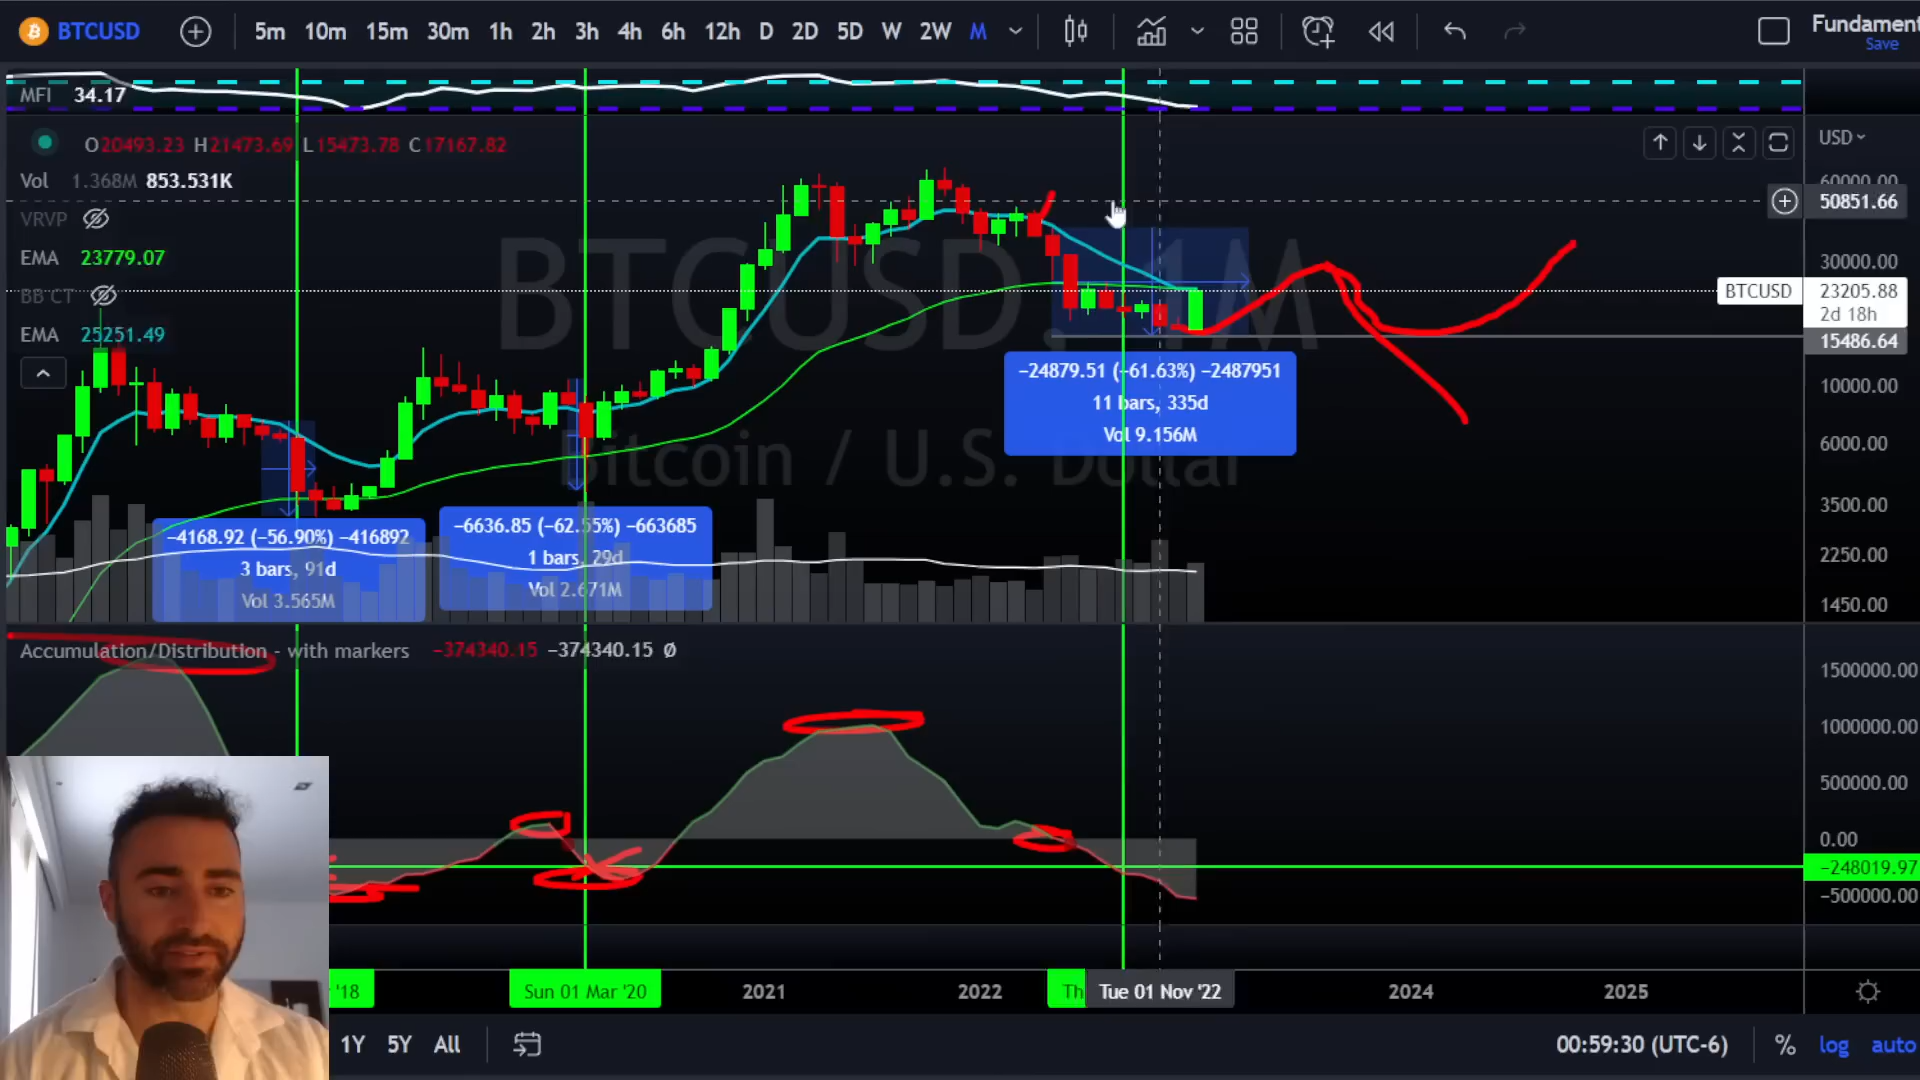 BTCUSD 5m 10m 15m 30m 1h 2h 3h 4h 6h 12h D 2D 5D W 2W M
Fundament
Save
MFI 34.17
O20493.23 H21473.69 L15473.78 C17167.82
USD
Vol 1.368M 853.531K
60000.00
50851.66
VRVP
EMA 23779.07
30000.00
BTCUSD, 1M
BB CT
BTCUSD 23205.88
2d 18h
EMA 25251.49
15486.64
−24879.51 (−61.63%) −2487951
11 bars, 335d
Vol 9.156M
10000.00
6000.00
Bitcoin / U.S. Dollar
3500.00
−4168.92 (−56.90%) −416892
3 bars, 91d
Vol 3.565M
−6636.85 (−62.55%) −663685
1 bars, 29d
Vol 2.671M
2250.00
1450.00
Accumulation/Distribution - with markers −374340.15 −374340.15 Ø
1500000.00
1000000.00
500000.00
0.00
−248019.97
−500000.00
'18 Sun 01 Mar '20 2021 2022 Th Tue 01 Nov '22 2024 2025
1Y 5Y All
00:59:30 (UTC-6) % log auto